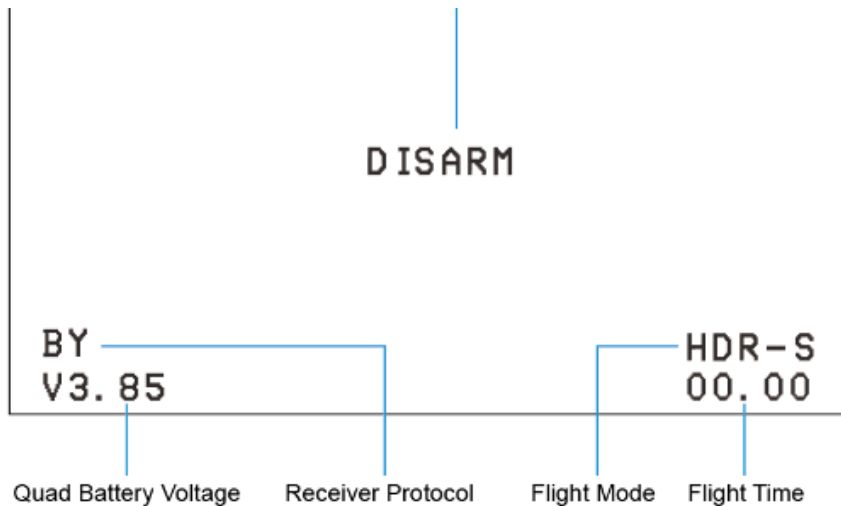 DISARM
BY
HDR-S
V3.85
00.00
Quad Battery Voltage
Receiver Protocol
Flight Mode
Flight Time